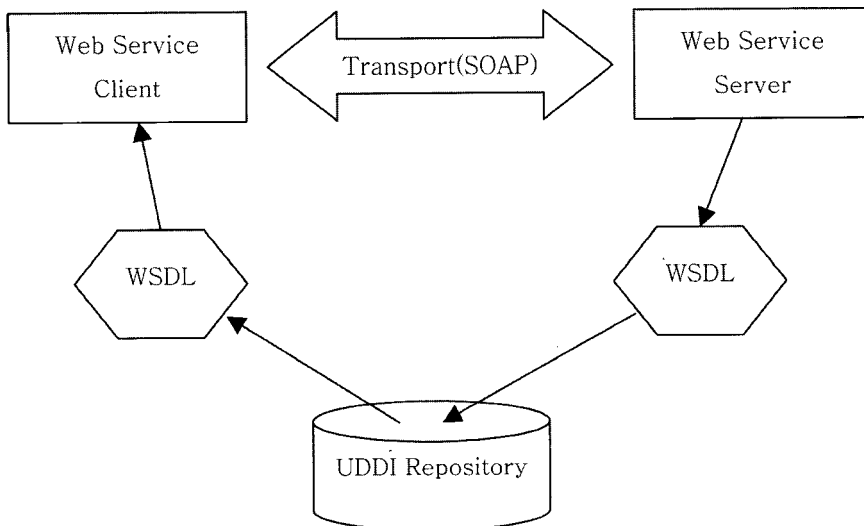 Web Service
Client
Transport(SOAP)
Web Service
Server
WSDL
WSDL
UDDI Repository